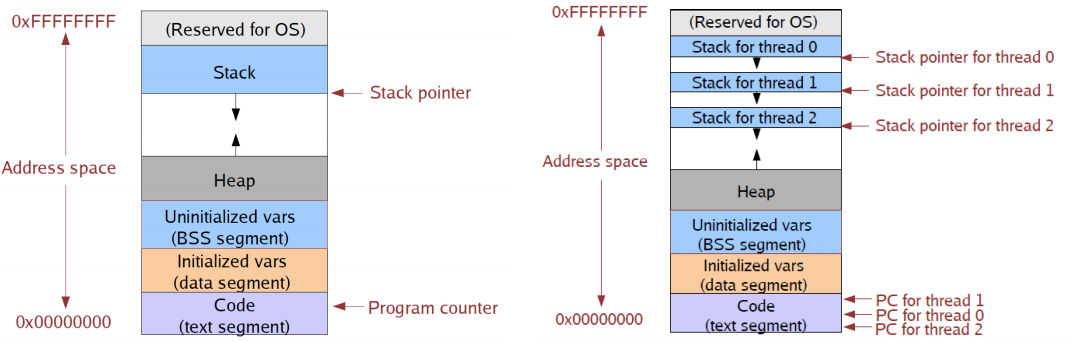 0xFFFFFFFF
(Reserved for OS)
Stack
Stack pointer
Address space
Heap
Uninitialized vars
(BSS segment)
Initialized vars
(data segment)
Code
(text segment)
Program counter
0x00000000
0xFFFFFFFF
(Reserved for OS)
Stack for thread 0
Stack pointer for thread 0
Stack for thread 1
Stack pointer for thread 1
Stack for thread 2
Stack pointer for thread 2
Address space
Heap
Uninitialized vars
(BSS segment)
Initialized vars
(data segment)
Code
(text segment)
PC for thread 1
PC for thread 0
PC for thread 2
0x00000000